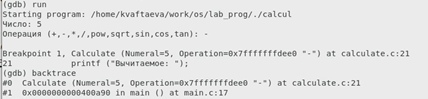 (gdb) run
Starting program: /home/kvaftaeva/work/os/lab_prog/./calcul
Число: 5
Операция (+,-,*,/,pow,sqrt,sin,cos,tan): -
Breakpoint 1, Calculate (Numeral=5, Operation=0x7fffffffdee0 "-") at calculate.c:21
21 printf ("Вычитаемое: ");
(gdb) backtrace
#0 Calculate (Numeral=5, Operation=0x7fffffffdee0 "-") at calculate.c:21
#1 0x0000000000400a90 in main () at main.c:17